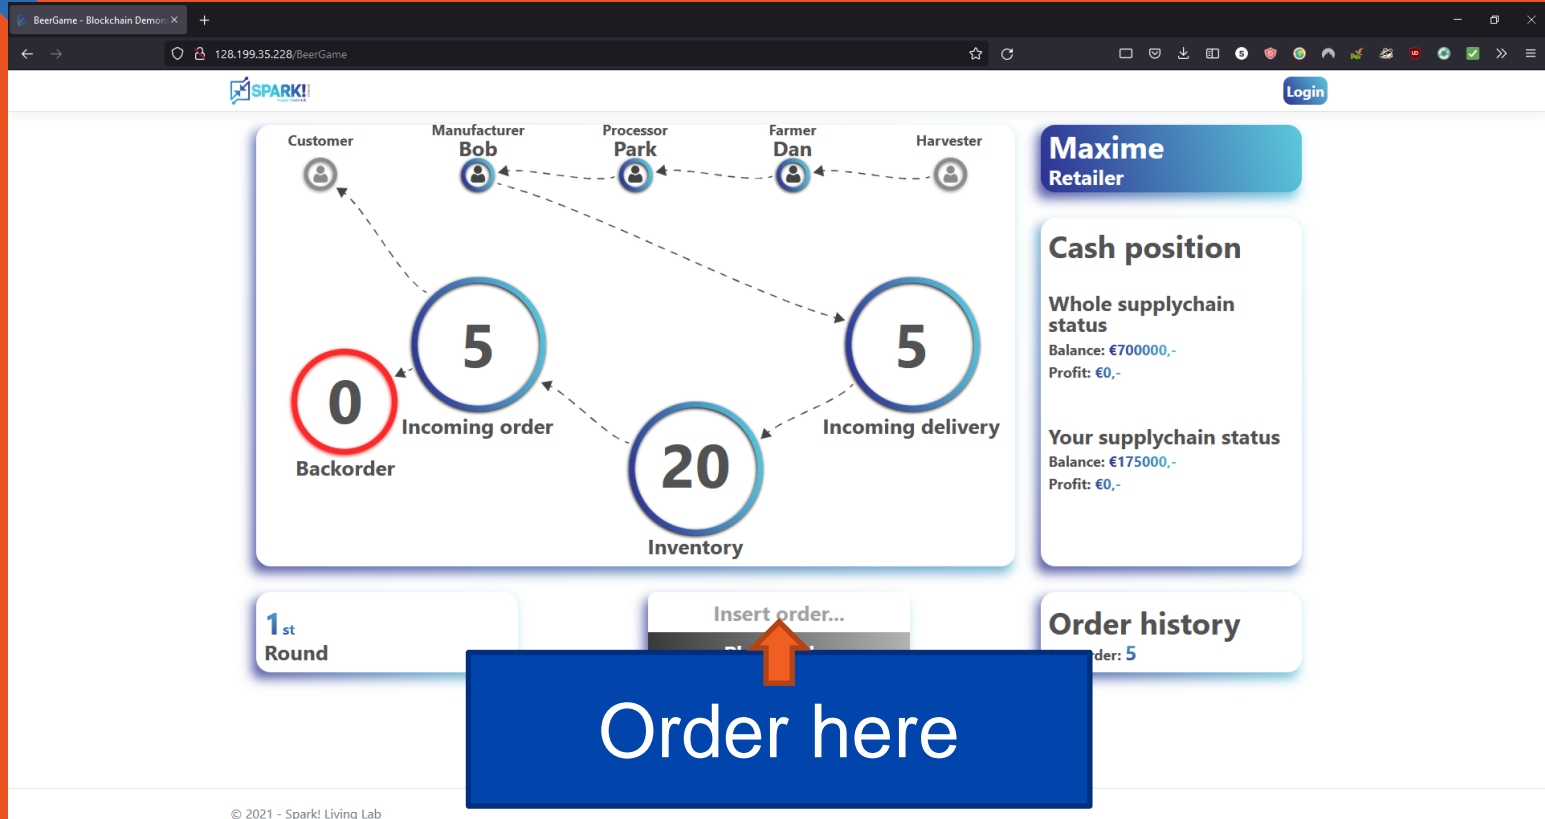 BeerGame - Blockchain Demon
128.199.35.228/BeerGame
SPARK!
Login
Customer
Manufacturer
Bob
Processor
Park
Farmer
Dan
Harvester
5
Incoming order
0
Backorder
20
Inventory
5
Incoming delivery
Maxime
Retailer
Cash position
Whole supplychain
status
Balance: €700000,-
Profit: €0,-
Your supplychain status
Balance: €175000,-
Profit: €0,-
1st
Round
Insert order...
Order history
der: 5
Order here
© 2021 - Spark! Living Lab